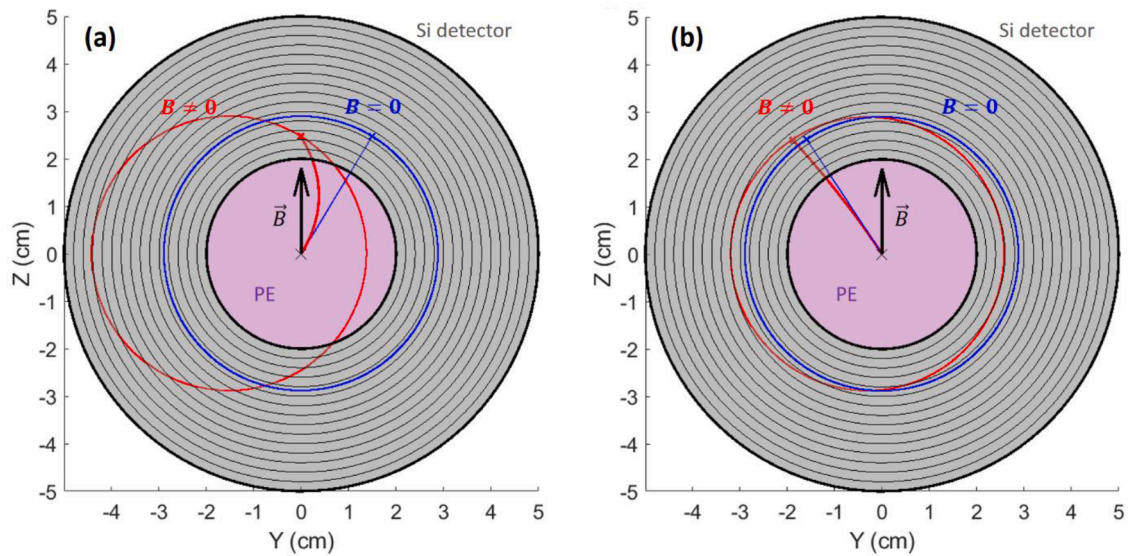 (a)
Si detector
B ≠ 0
B = 0
B⃗
PE
5
4
3
2
1
0
-1
-2
-3
-4
-5
Z (cm)
-4 -3 -2 -1 0 1 2 3 4 5
Y (cm)
(b)
Si detector
B ≠ 0
B = 0
B⃗
PE
5
4
3
2
1
0
-1
-2
-3
-4
-5
Z (cm)
-4 -3 -2 -1 0 1 2 3 4 5
Y (cm)